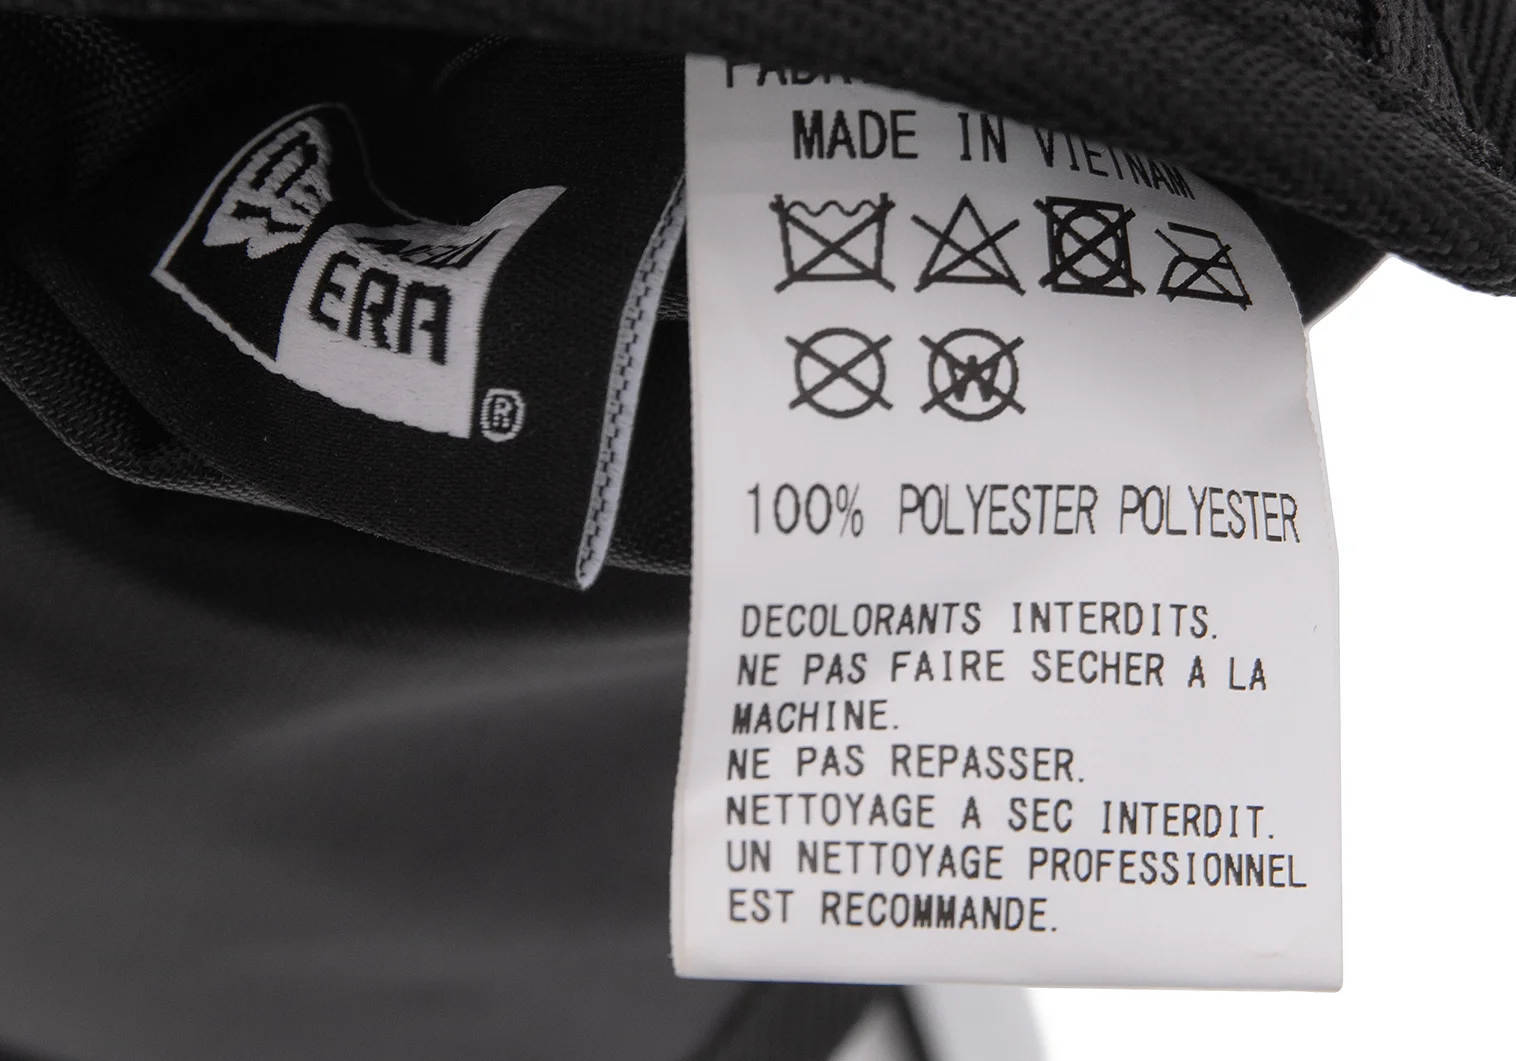 ERA
®
MADE IN VIETNAM
W
100% POLYESTER POLYESTER
DECOLORANTS INTERDITS.
NE PAS FAIRE SECHER A LA
MACHINE.
NE PAS REPASSER.
NETTOYAGE A SEC INTERDIT.
UN NETTOYAGE PROFESSIONNEL
EST RECOMMANDE.